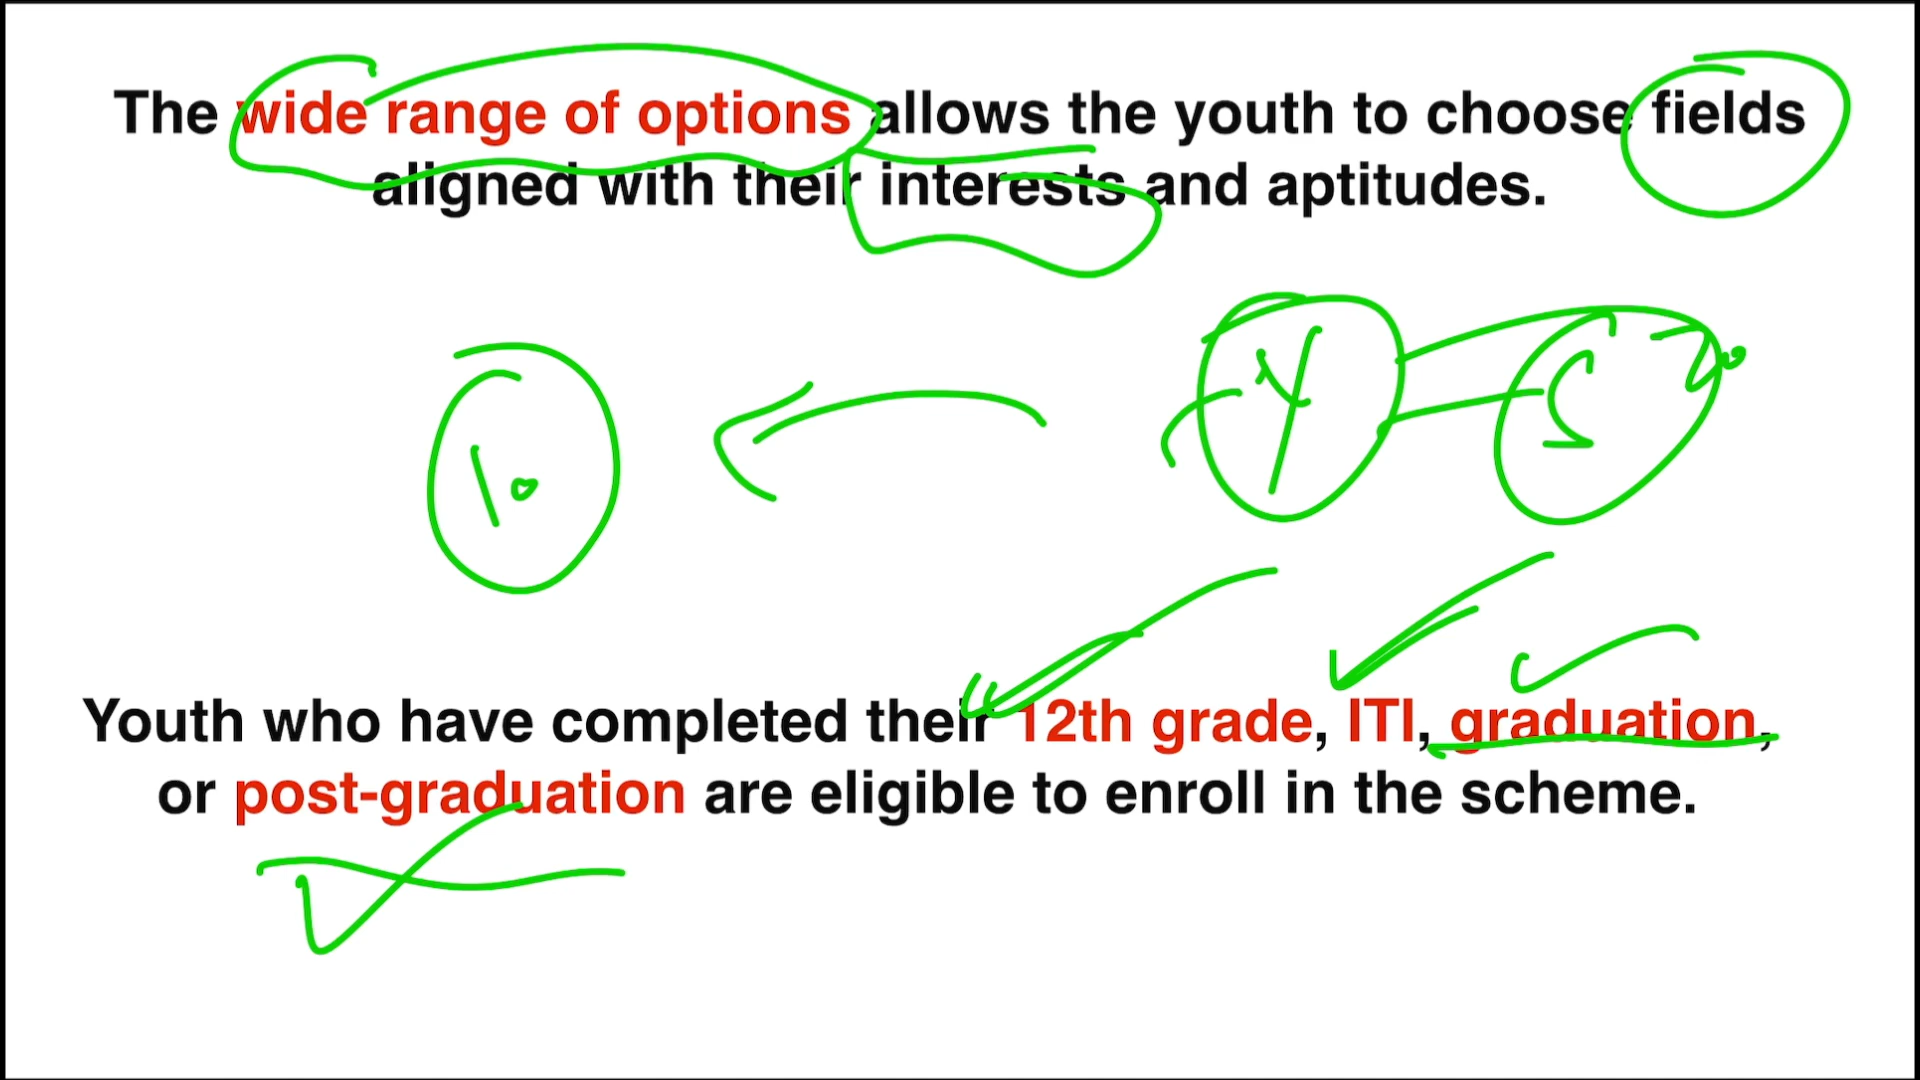 The wide range of options allows the youth to choose fields
aligned with their interests and aptitudes.
10 Y S
Youth who have completed their 12th grade, ITI, graduation,
or post-graduation are eligible to enroll in the scheme.